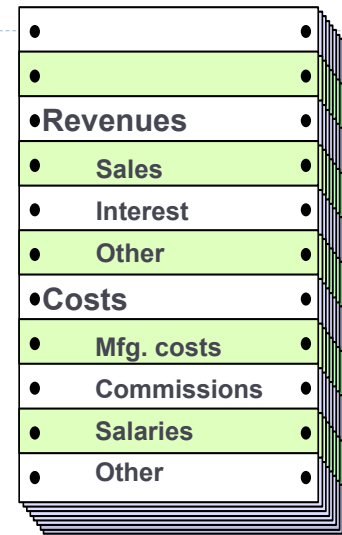 Revenues
Sales
Interest
Other
Costs
Mfg. costs
Commissions
Salaries
Other